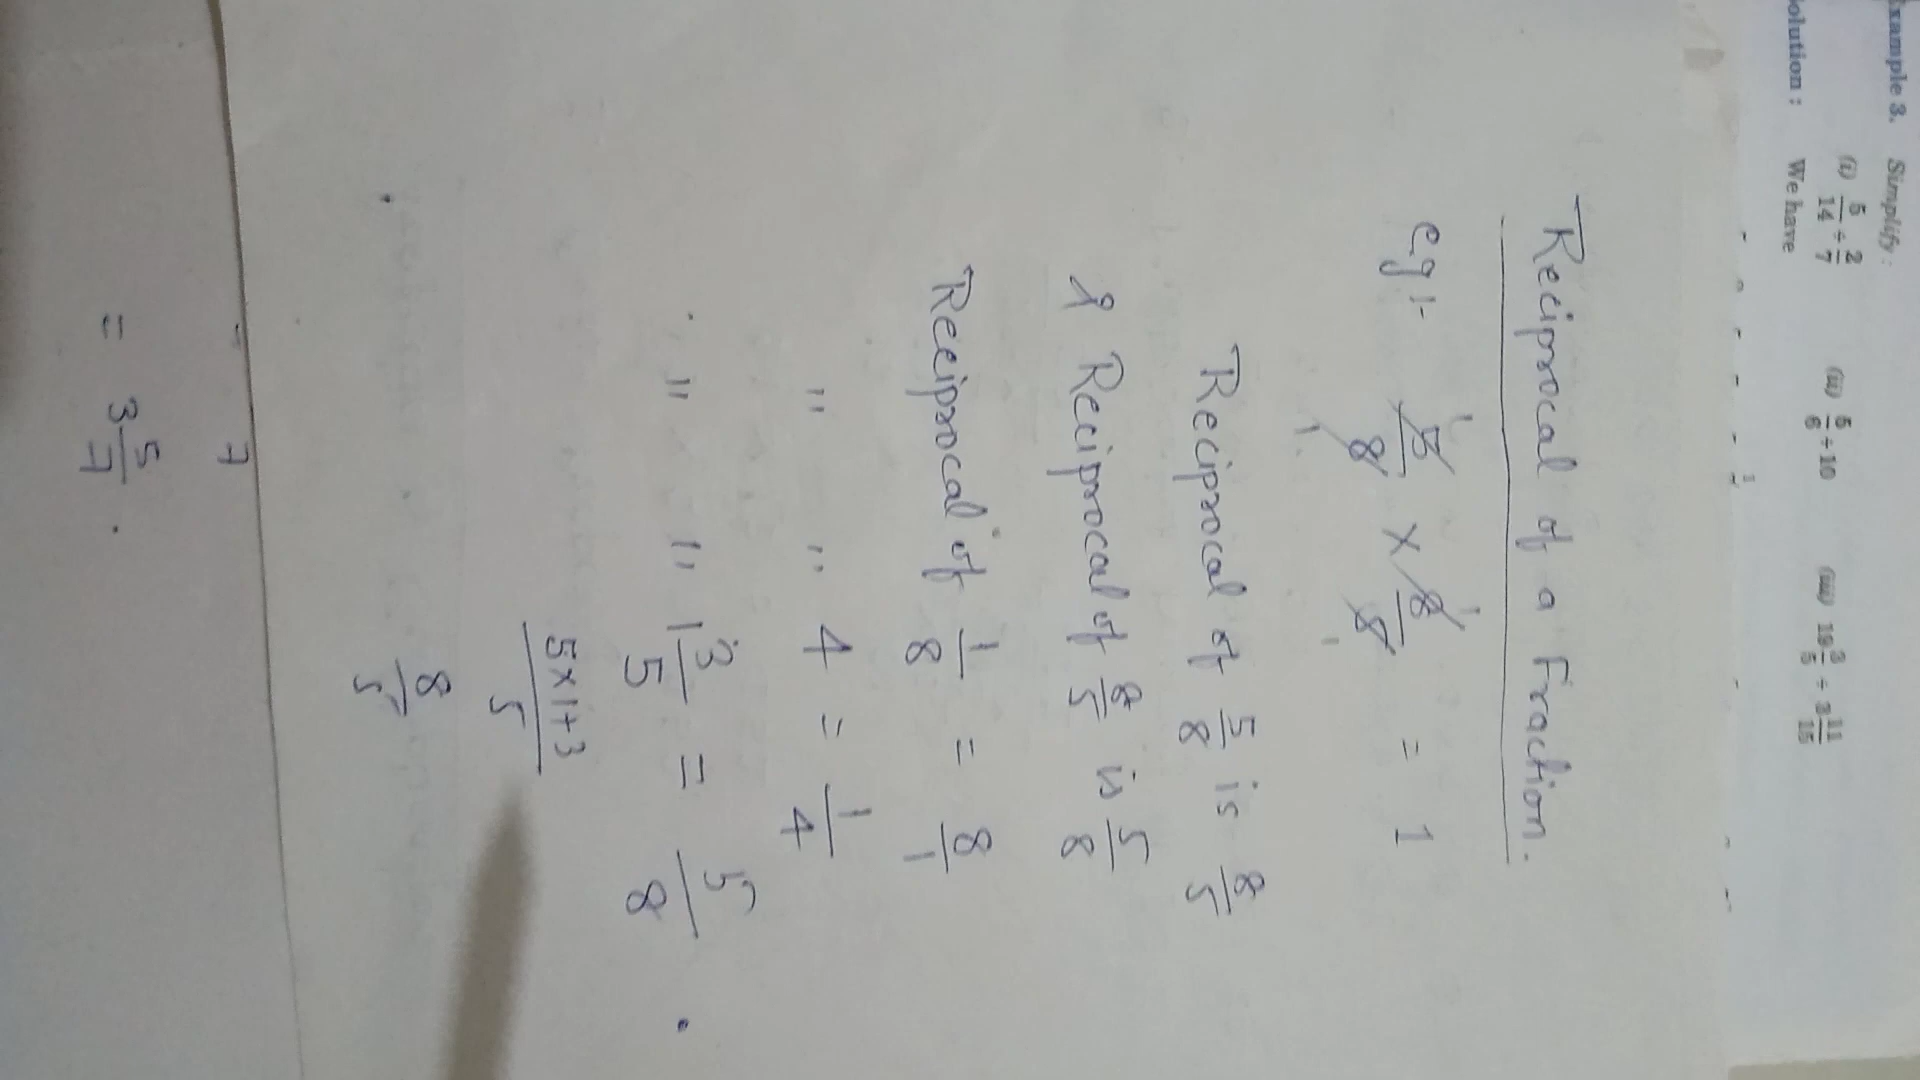 Example 3. Simplify :
(i) 5/14 ÷ 2/7 (ii) 5/6 ÷ 10 (iii) 19 3/5 ÷ 3 11/15
Solution : We have
Reciprocal of a Fraction.
eg:- 5/8 × 8/8 = 1
Reciprocal of 5/8 is 8/5
& Reciprocal of 8/5 is 5/8
Reciprocal of 1/8 = 8/1
" " 4 = 1/4
" " 1 3/5 = 5/8
5×1+3/5
8/5
7
= 3 5/7 .